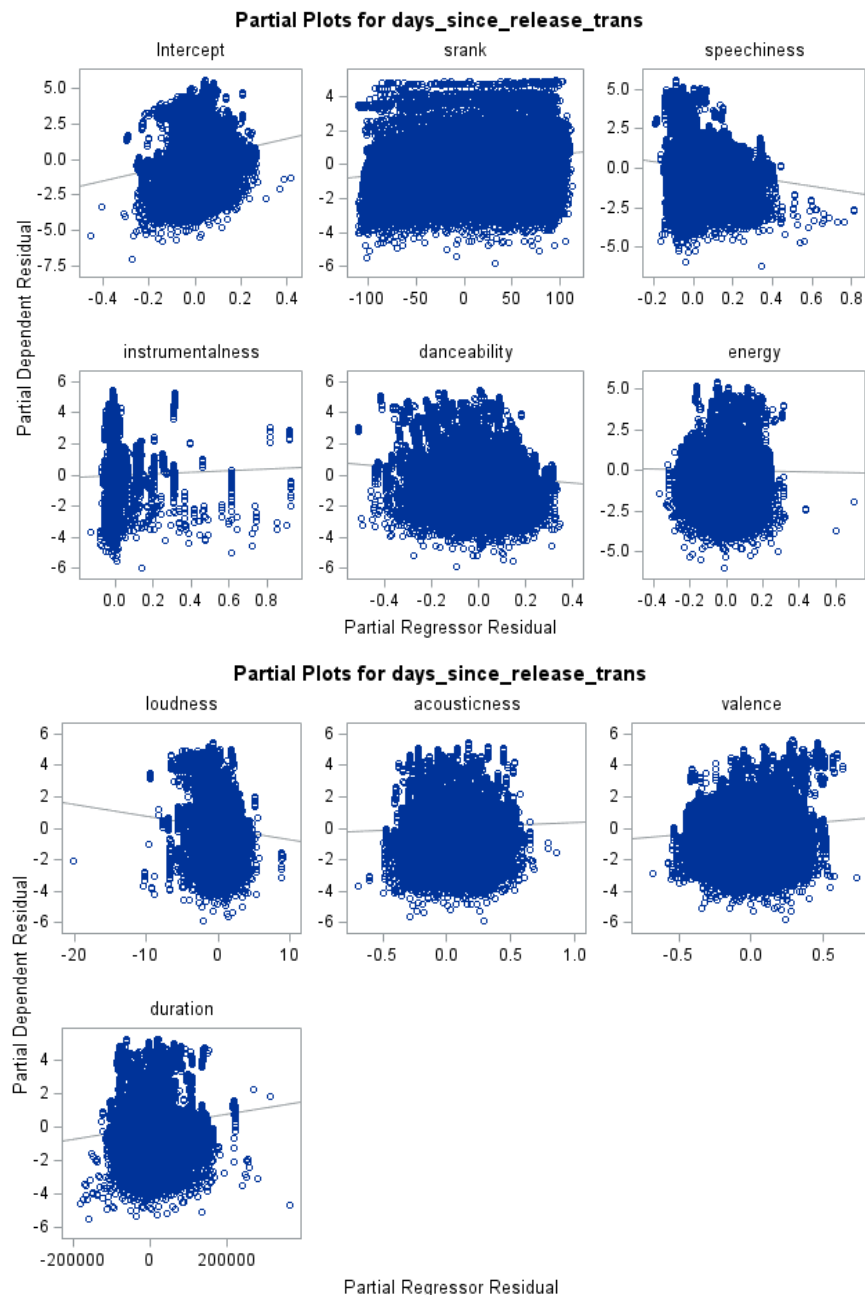 Partial Plots for days_since_release_trans
Intercept srank speechiness
5.0 4 5.0
2.5 2 2.5
0.0 0 0.0
-2.5 -2 -2.5
-5.0 -4 -5.0
-7.5 -6
-0.4 -0.2 0.0 0.2 0.4 -100 -50 0 50 100 -0.2 0.0 0.2 0.4 0.6 0.8
Partial Dependent Residual
instrumentalness danceability energy
6 6 5.0
4 4 2.5
2 2 0.0
0 0 -2.5
-2 -2 -5.0
-4 -4
-6 -6
0.0 0.2 0.4 0.6 0.8 -0.4 -0.2 0.0 0.2 0.4 -0.4 -0.2 0.0 0.2 0.4 0.6
Partial Regressor Residual
Partial Plots for days_since_release_trans
loudness acousticness valence
6 6 6
4 4 4
2 2 2
0 0 0
-2 -2 -2
-4 -4 -4
-6 -6 -6
-20 -10 0 10 -0.5 0.0 0.5 1.0 -0.5 0.0 0.5
Partial Dependent Residual
duration
4
2
0
-2
-4
-6
-200000 0 200000
Partial Regressor Residual